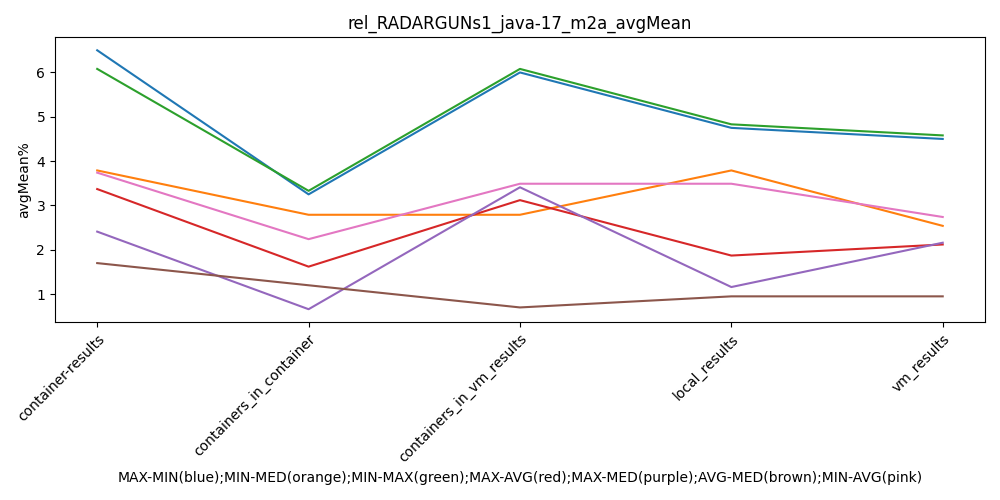 rel_RADARGUNs1_java-17_m2a_avgMean
avgMean%
6
5
4
3
2
1
container-results
containers_in_container
containers_in_vm_results
local_results
vm_results
MAX-MIN(blue);MIN-MED(orange);MIN-MAX(green);MAX-AVG(red);MAX-MED(purple);AVG-MED(brown);MIN-AVG(pink)